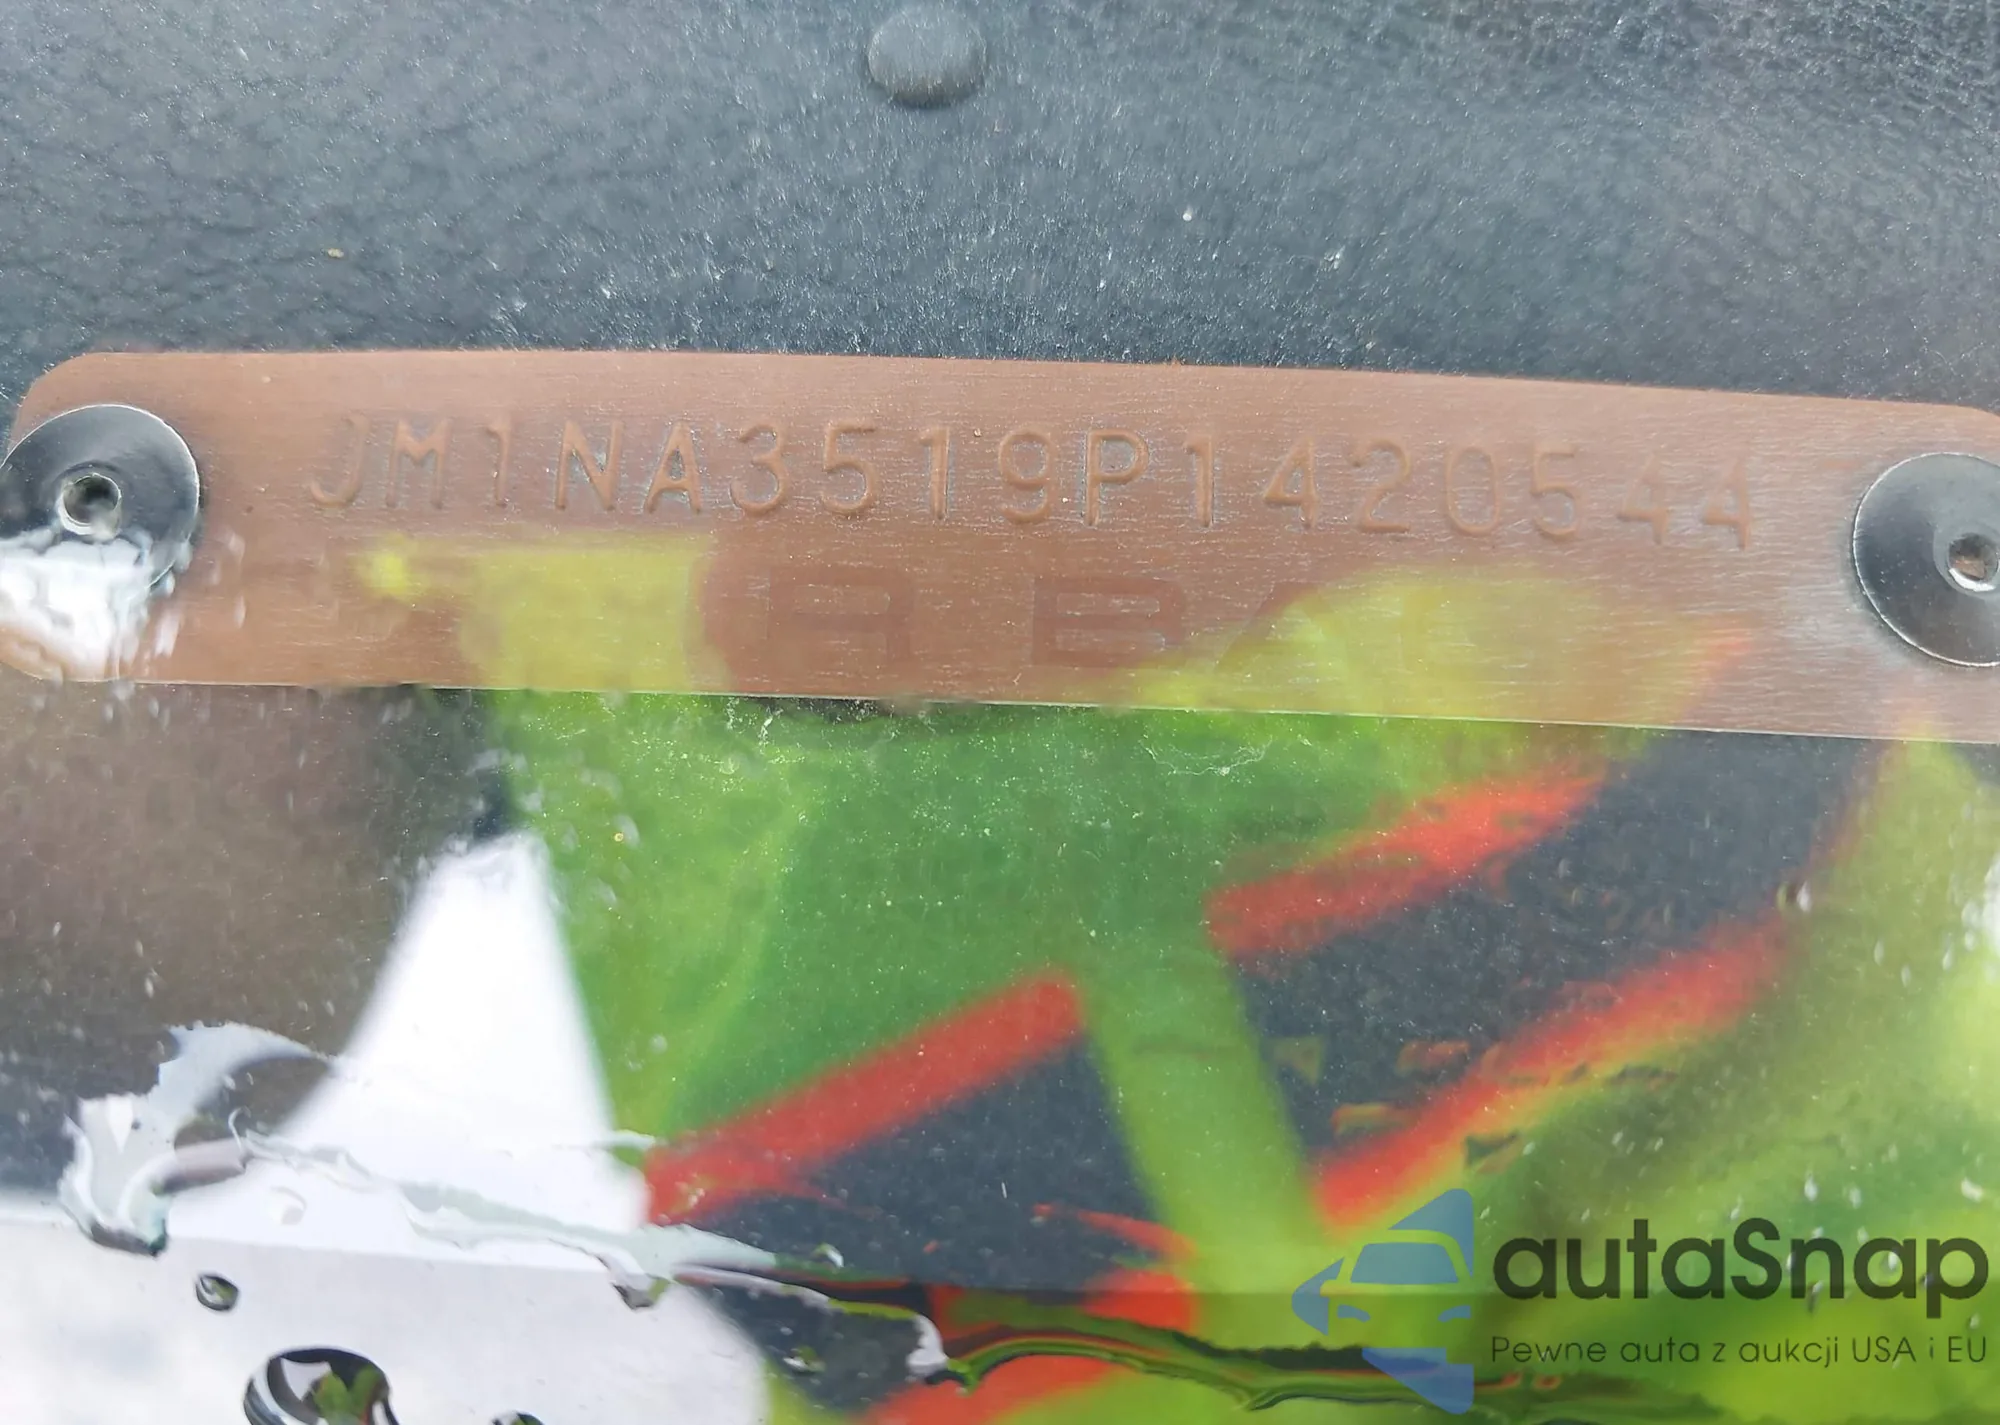 JM1NA3519P1420544
R B
autaSnap
Pewne auta z aukcji USA i EU